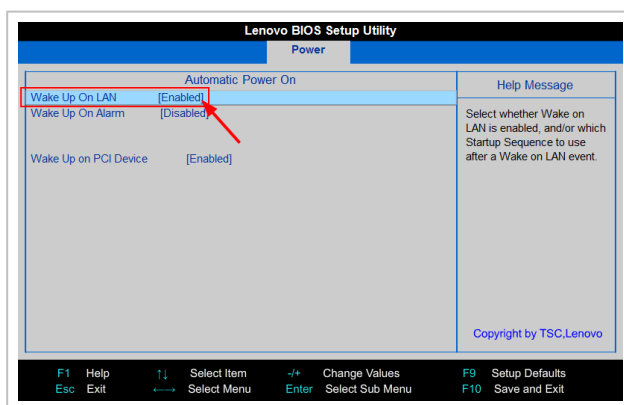 Lenovo BIOS Setup Utility
Power
Automatic Power On
Wake Up On LAN [Enabled]
Wake Up On Alarm [Disabled]
Wake Up on PCI Device [Enabled]
Help Message
Select whether Wake on
LAN is enabled, and/or which
Startup Sequence to use
after a Wake on LAN event.
Copyright by TSC,Lenovo
F1 Help ↑↓ Select Item -/+ Change Values F9 Setup Defaults
Esc Exit ←→ Select Menu Enter Select Sub Menu F10 Save and Exit